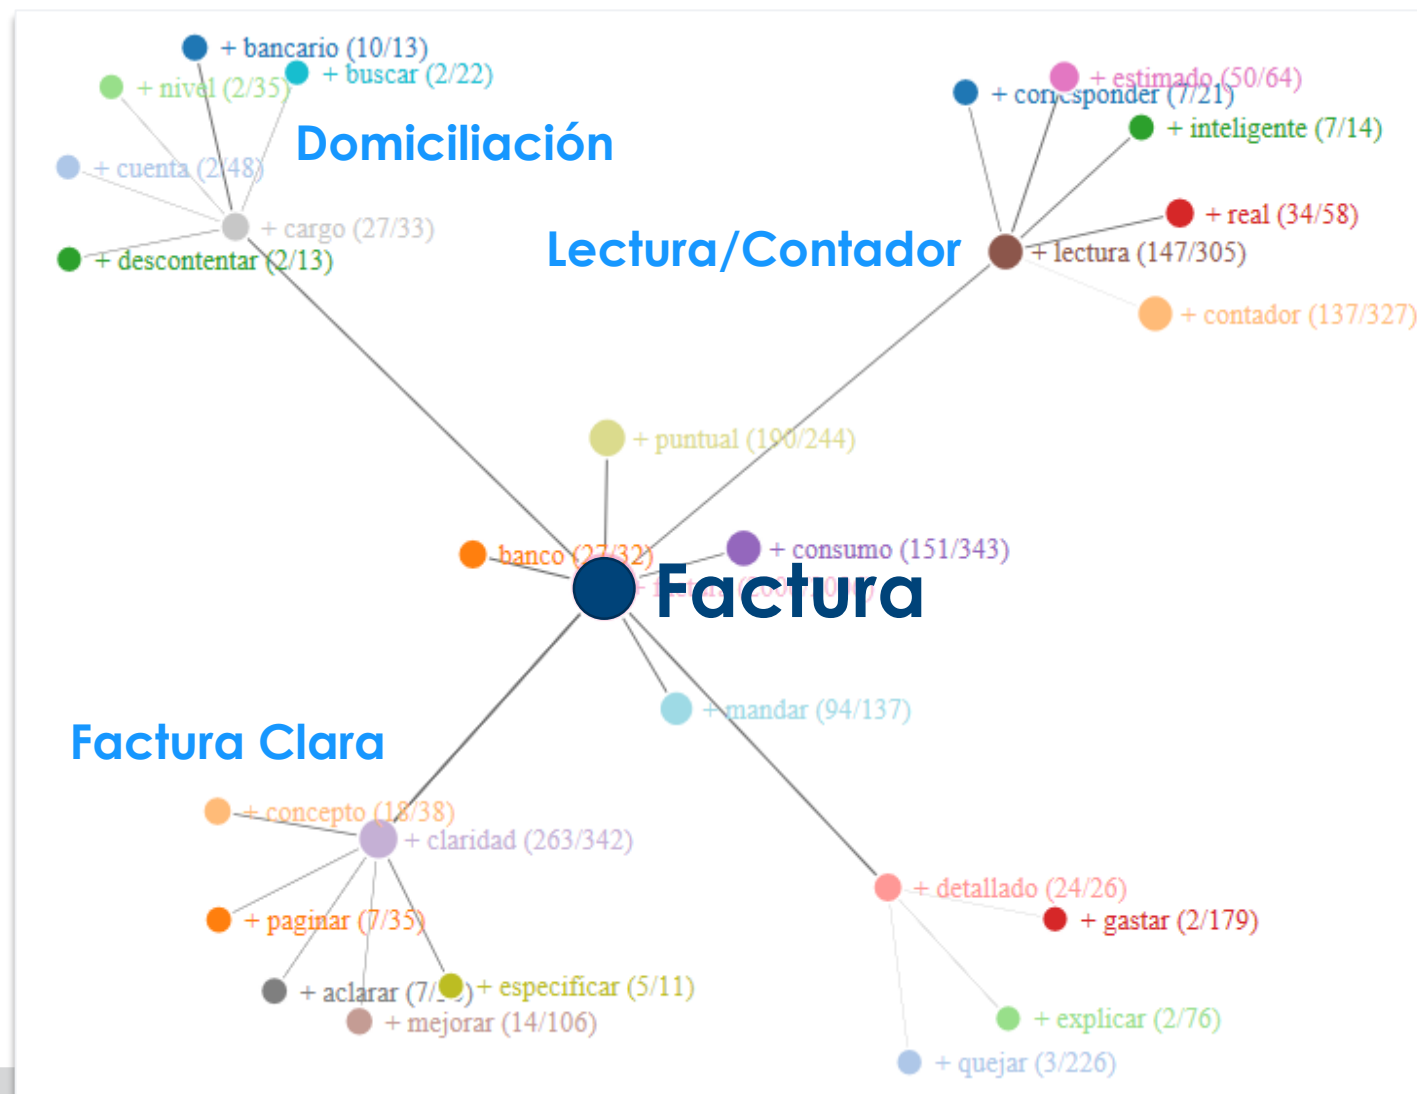 + bancario (10/13)
+ buscar (2/22)
+ nivel (2/35)
Domiciliación
+ cuenta (2/48)
+ cargo (27/33)
+ descontentar (2/13)
+ estimado (50/64)
+ corresponder (7/21)
+ inteligente (7/14)
+ real (34/58)
Lectura/Contador
+ lectura (147/305)
+ contador (137/327)
+ puntual (190/244)
banco (27/32)
+ consumo (151/343)
Factura
+ mandar (94/137)
Factura Clara
+ concepto (18/38)
+ claridad (263/342)
+ paginar (7/35)
+ aclarar
+ especificar (5/11)
+ mejorar (14/106)
+ detallado (24/26)
+ gastar (2/179)
+ explicar (2/76)
+ quejar (3/226)